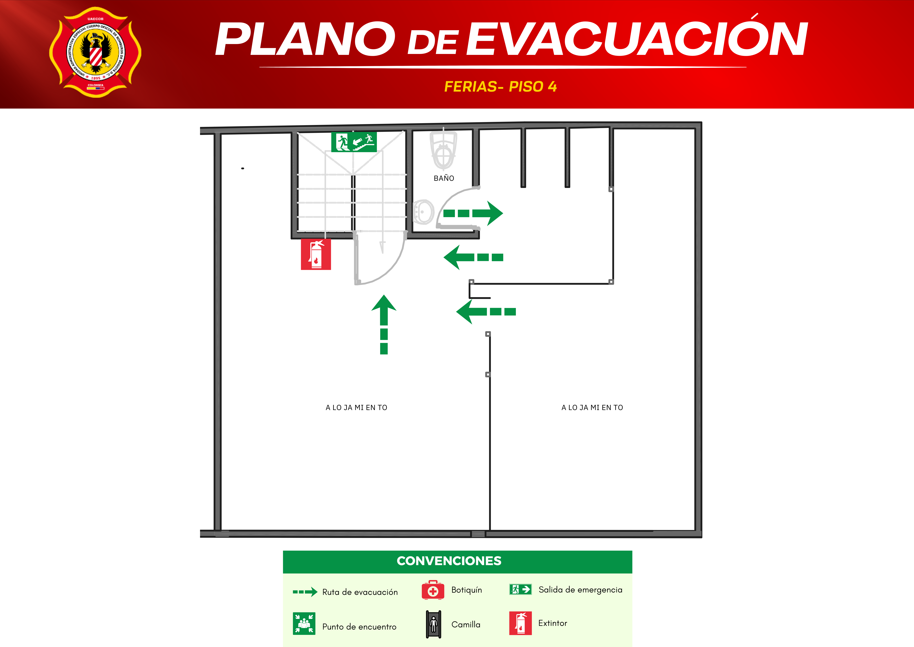 PLANO DE EVACUACIÓN
FERIAS- PISO 4
BAÑO
A LO JA MI EN TO
A LO JA MI EN TO
CONVENCIONES
Ruta de evacuación
Botiquín
Salida de emergencia
Punto de encuentro
Camilla
Extintor